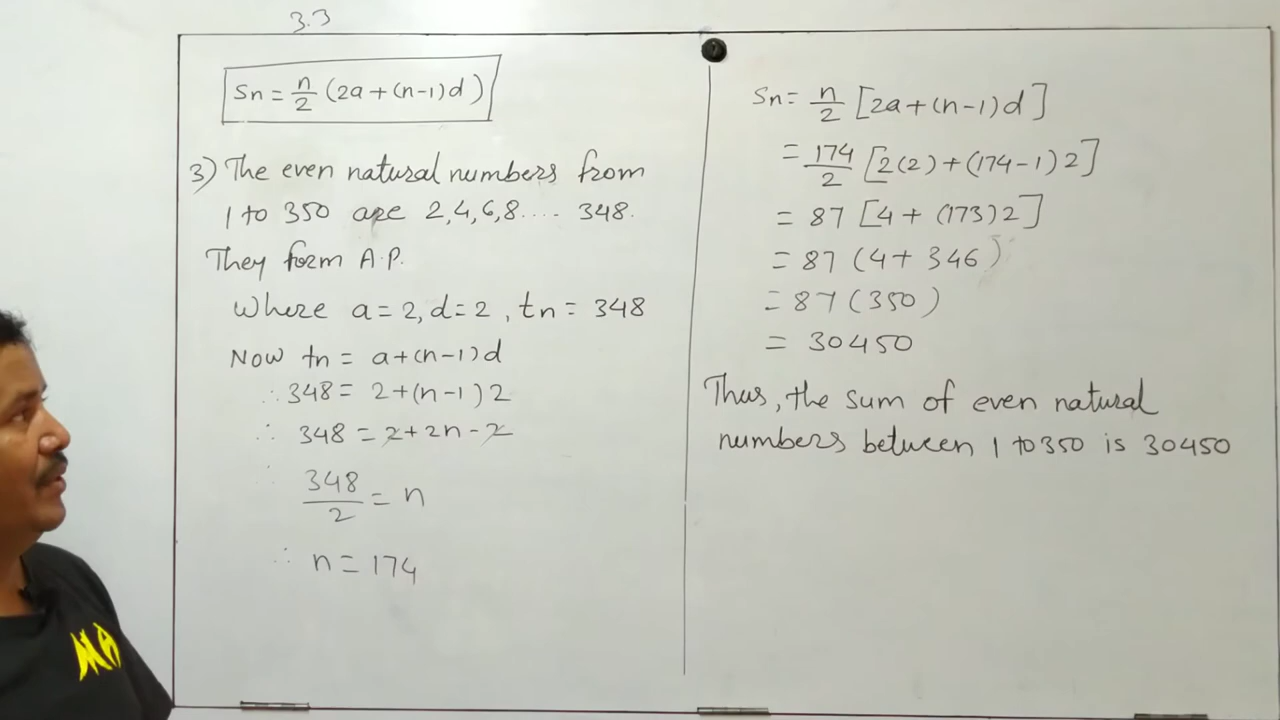 3.3
Sn = n/2 (2a + (n-1)d)
3) The even natural numbers from
1 to 350 are 2,4,6,8.... 348.
They form A.P.
Where a = 2, d = 2, tn = 348
Now tn = a + (n-1)d
∴ 348 = 2 + (n-1)2
∴ 348 = 2 + 2n - 2
∴ 348/2 = n
∴ n = 174
Sn = n/2 [2a + (n-1)d]
= 174/2 [2(2) + (174-1)2]
= 87 [4 + (173)2]
= 87 (4 + 346)
= 87 (350)
= 30450
Thus, the sum of even natural
numbers between 1 to 350 is 30450
MH